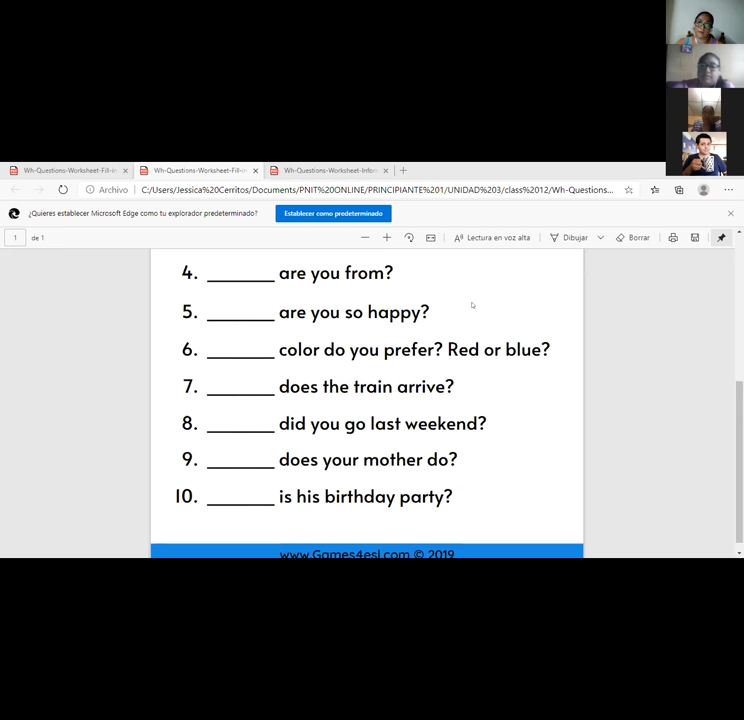 Wh-Questions-Worksheet-Fill-in
Wh-Questions-Worksheet-Fill-in
Wh-Questions-Worksheet-Infor
Archivo
C:/Users/Jessica%20Cerritos/Documents/PNIT%20ONLINE/PRINCIPIANTE%201/UNIDAD%203/class%2012/Wh-Questions...
¿Quieres establecer Microsoft Edge como tu explorador predeterminado?
Establecer como predeterminado
1 de 1
Lectura en voz alta
Dibujar
Borrar
4. _______ are you from?
5. _______ are you so happy?
6. _______ color do you prefer? Red or blue?
7. _______ does the train arrive?
8. _______ did you go last weekend?
9. _______ does your mother do?
10. _______ is his birthday party?
www.Games4esl.com © 2019